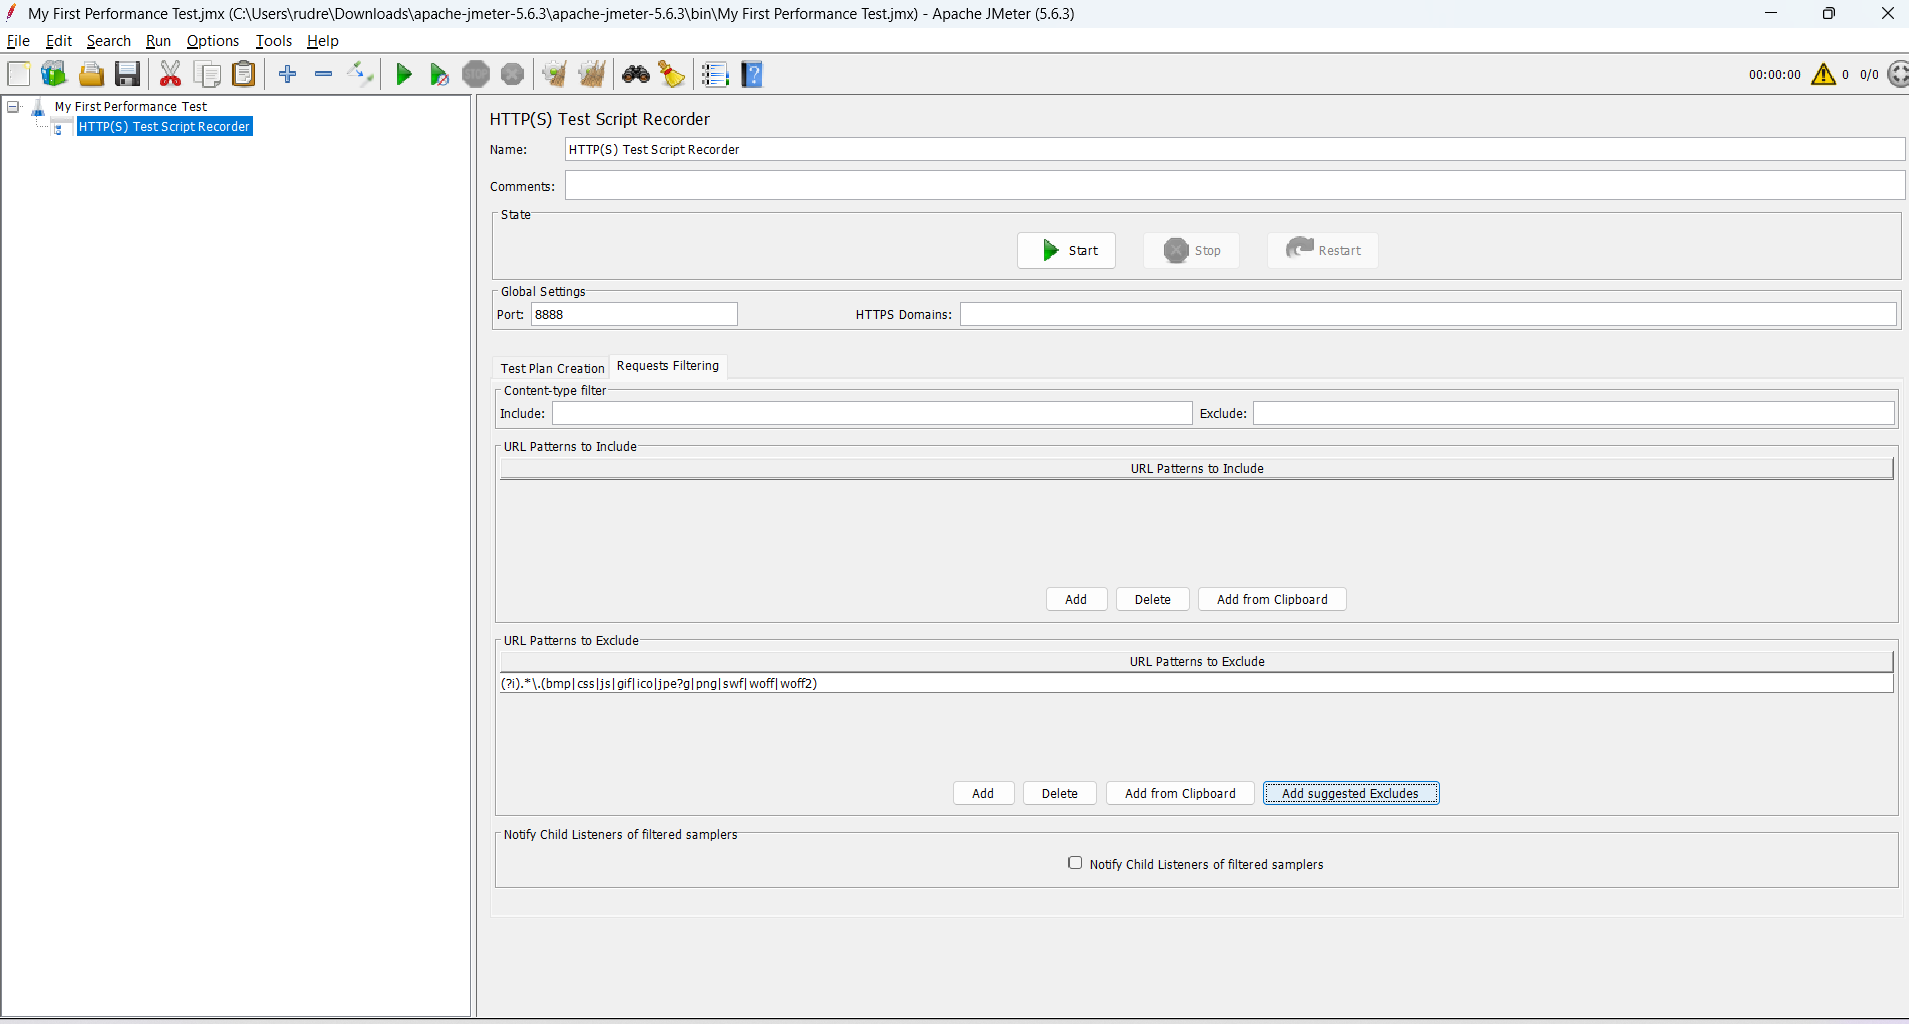 My First Performance Test.jmx (C:\Users\rudre\Downloads\apache-jmeter-5.6.3\apache-jmeter-5.6.3\bin\My First Performance Test.jmx) - Apache JMeter (5.6.3)
File Edit Search Run Options Tools Help
STOP 00:00:00 0 0/0
My First Performance Test
HTTP(S) Test Script Recorder
HTTP(S) Test Script Recorder
Name: HTTP(S) Test Script Recorder
Comments:
State
Start Stop Restart
Global Settings
Port: 8888 HTTPS Domains:
Test Plan Creation Requests Filtering
Content-type filter
Include: Exclude:
URL Patterns to Include
URL Patterns to Include
Add Delete Add from Clipboard
URL Patterns to Exclude
URL Patterns to Exclude
(?i).*\.(bmp|css|js|gif|ico|jpe?g|png|swf|woff|woff2)
Add Delete Add from Clipboard Add suggested Excludes
Notify Child Listeners of filtered samplers
Notify Child Listeners of filtered samplers